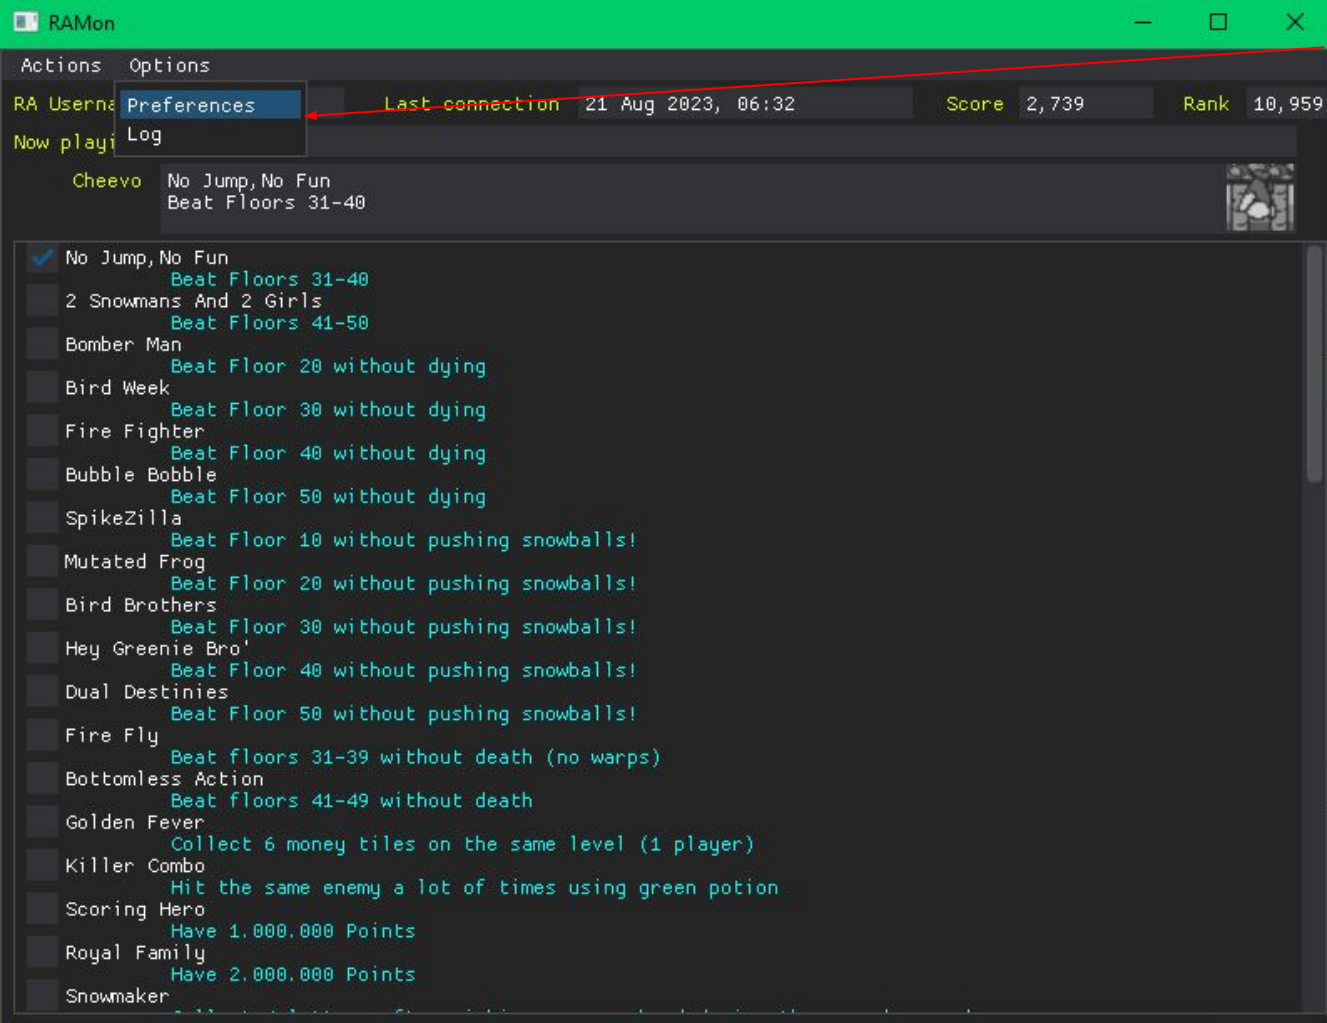 RAMon
Actions Options
RA Userna Preferences Last connection 21 Aug 2023, 06:32 Score 2,739 Rank 10,959
Log
Now playi
Cheevo No Jump,No Fun
Beat Floors 31-40
No Jump,No Fun
Beat Floors 31-40
2 Snowmans And 2 Girls
Beat Floors 41-50
Bomber Man
Beat Floor 20 without dying
Bird Week
Beat Floor 30 without dying
Fire Fighter
Beat Floor 40 without dying
Bubble Bobble
Beat Floor 50 without dying
SpikeZilla
Beat Floor 10 without pushing snowballs!
Mutated Frog
Beat Floor 20 without pushing snowballs!
Bird Brothers
Beat Floor 30 without pushing snowballs!
Hey Greenie Bro'
Beat Floor 40 without pushing snowballs!
Dual Destinies
Beat Floor 50 without pushing snowballs!
Fire Fly
Beat floors 31-39 without death (no warps)
Bottomless Action
Beat floors 41-49 without death
Golden Fever
Collect 6 money tiles on the same level (1 player)
Killer Combo
Hit the same enemy a lot of times using green potion
Scoring Hero
Have 1.000.000 Points
Royal Family
Have 2.000.000 Points
Snowmaker